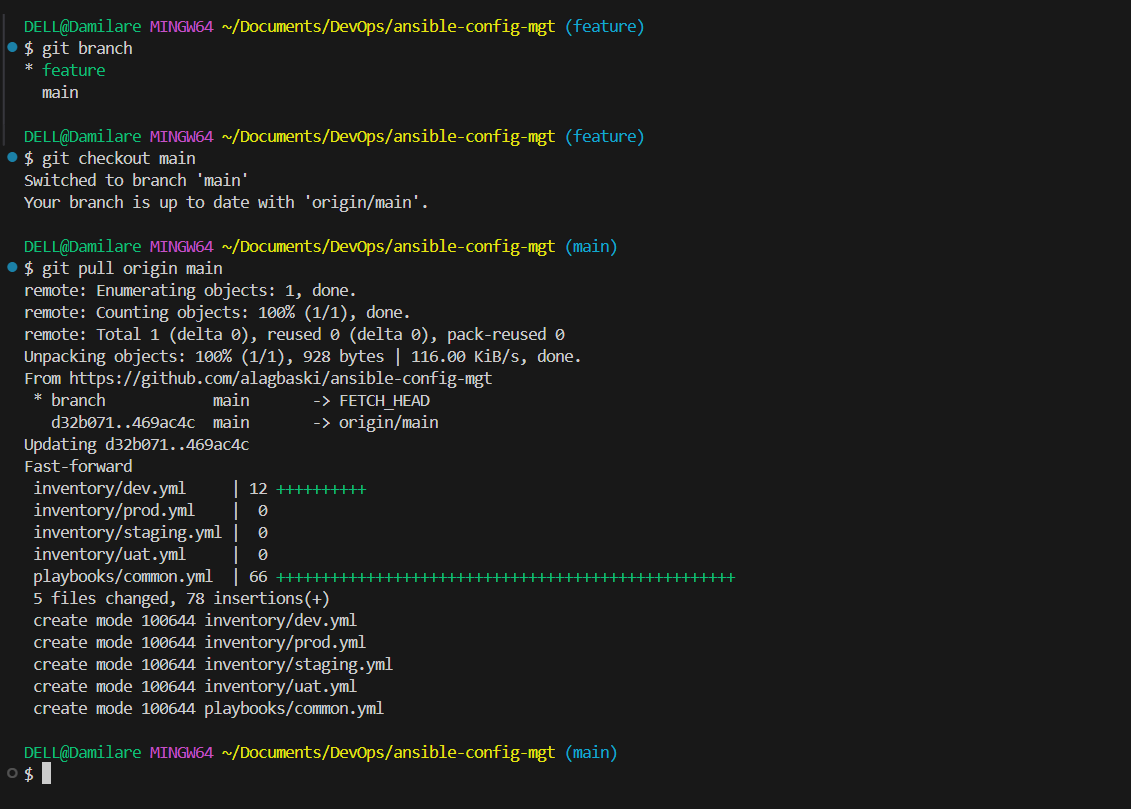 DELL@Damilare MINGW64 ~/Documents/DevOps/ansible-config-mgt (feature)
$ git branch
* feature
  main

DELL@Damilare MINGW64 ~/Documents/DevOps/ansible-config-mgt (feature)
$ git checkout main
Switched to branch 'main'
Your branch is up to date with 'origin/main'.

DELL@Damilare MINGW64 ~/Documents/DevOps/ansible-config-mgt (main)
$ git pull origin main
remote: Enumerating objects: 1, done.
remote: Counting objects: 100% (1/1), done.
remote: Total 1 (delta 0), reused 0 (delta 0), pack-reused 0
Unpacking objects: 100% (1/1), 928 bytes | 116.00 KiB/s, done.
From https://github.com/alagbaski/ansible-config-mgt
 * branch            main       -> FETCH_HEAD
   d32b071..469ac4c  main       -> origin/main
Updating d32b071..469ac4c
Fast-forward
 inventory/dev.yml     | 12 ++++++++++
 inventory/prod.yml    |  0
 inventory/staging.yml |  0
 inventory/uat.yml     |  0
 playbooks/common.yml  | 66 +++++++++++++++++++++++++++++++++++++++++++++++++++
 5 files changed, 78 insertions(+)
 create mode 100644 inventory/dev.yml
 create mode 100644 inventory/prod.yml
 create mode 100644 inventory/staging.yml
 create mode 100644 inventory/uat.yml
 create mode 100644 playbooks/common.yml

DELL@Damilare MINGW64 ~/Documents/DevOps/ansible-config-mgt (main)
$